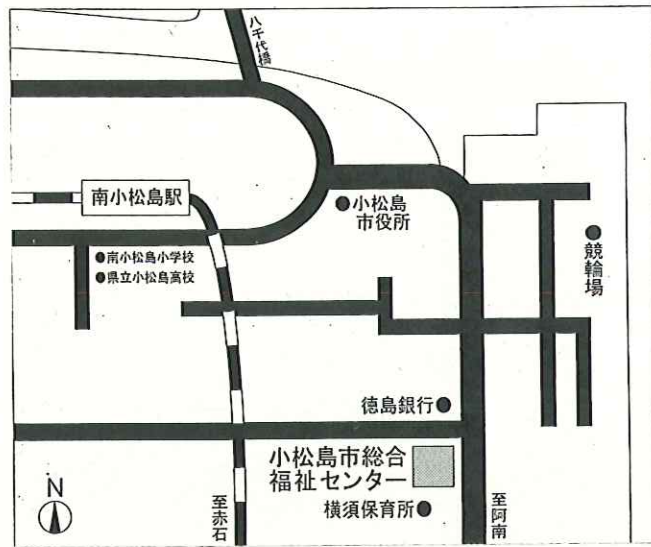 八千代橋
南小松島駅
小松島
市役所
競輪場
南小松島小学校
県立小松島高校
徳島銀行
小松島市総合
福祉センター
横須保育所
N
至赤石
至阿南